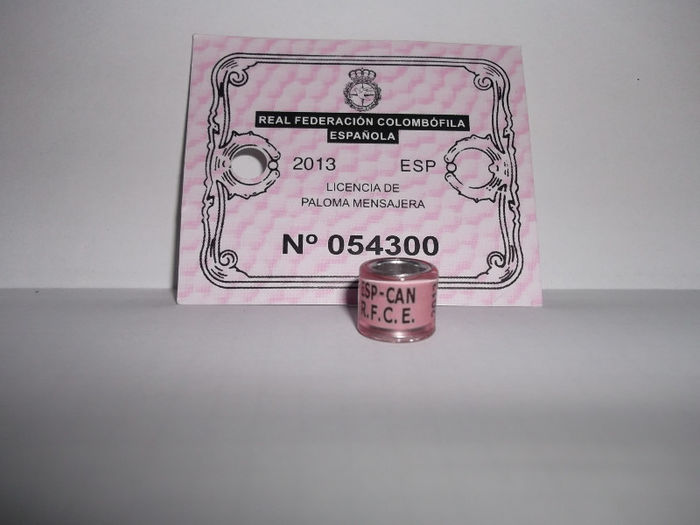 REAL FEDERACIÓN COLOMBÓFILA
ESPAÑOLA
2013 ESP
LICENCIA DE
PALOMA MENSAJERA
Nº 054300
ESP-CAN
R.F.C.E.